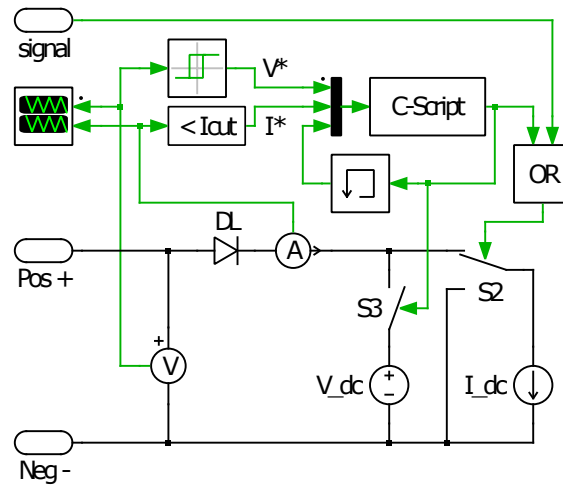 signal
V*
< Icut
I*
C-Script
OR
DL
A
Pos +
S2
S3
+
V
V_dc
+
I_dc
Neg -